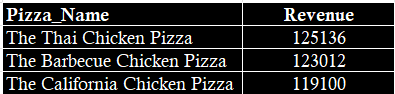 Pizza_Name Revenue
The Thai Chicken Pizza 125136
The Barbecue Chicken Pizza 123012
The California Chicken Pizza 119100